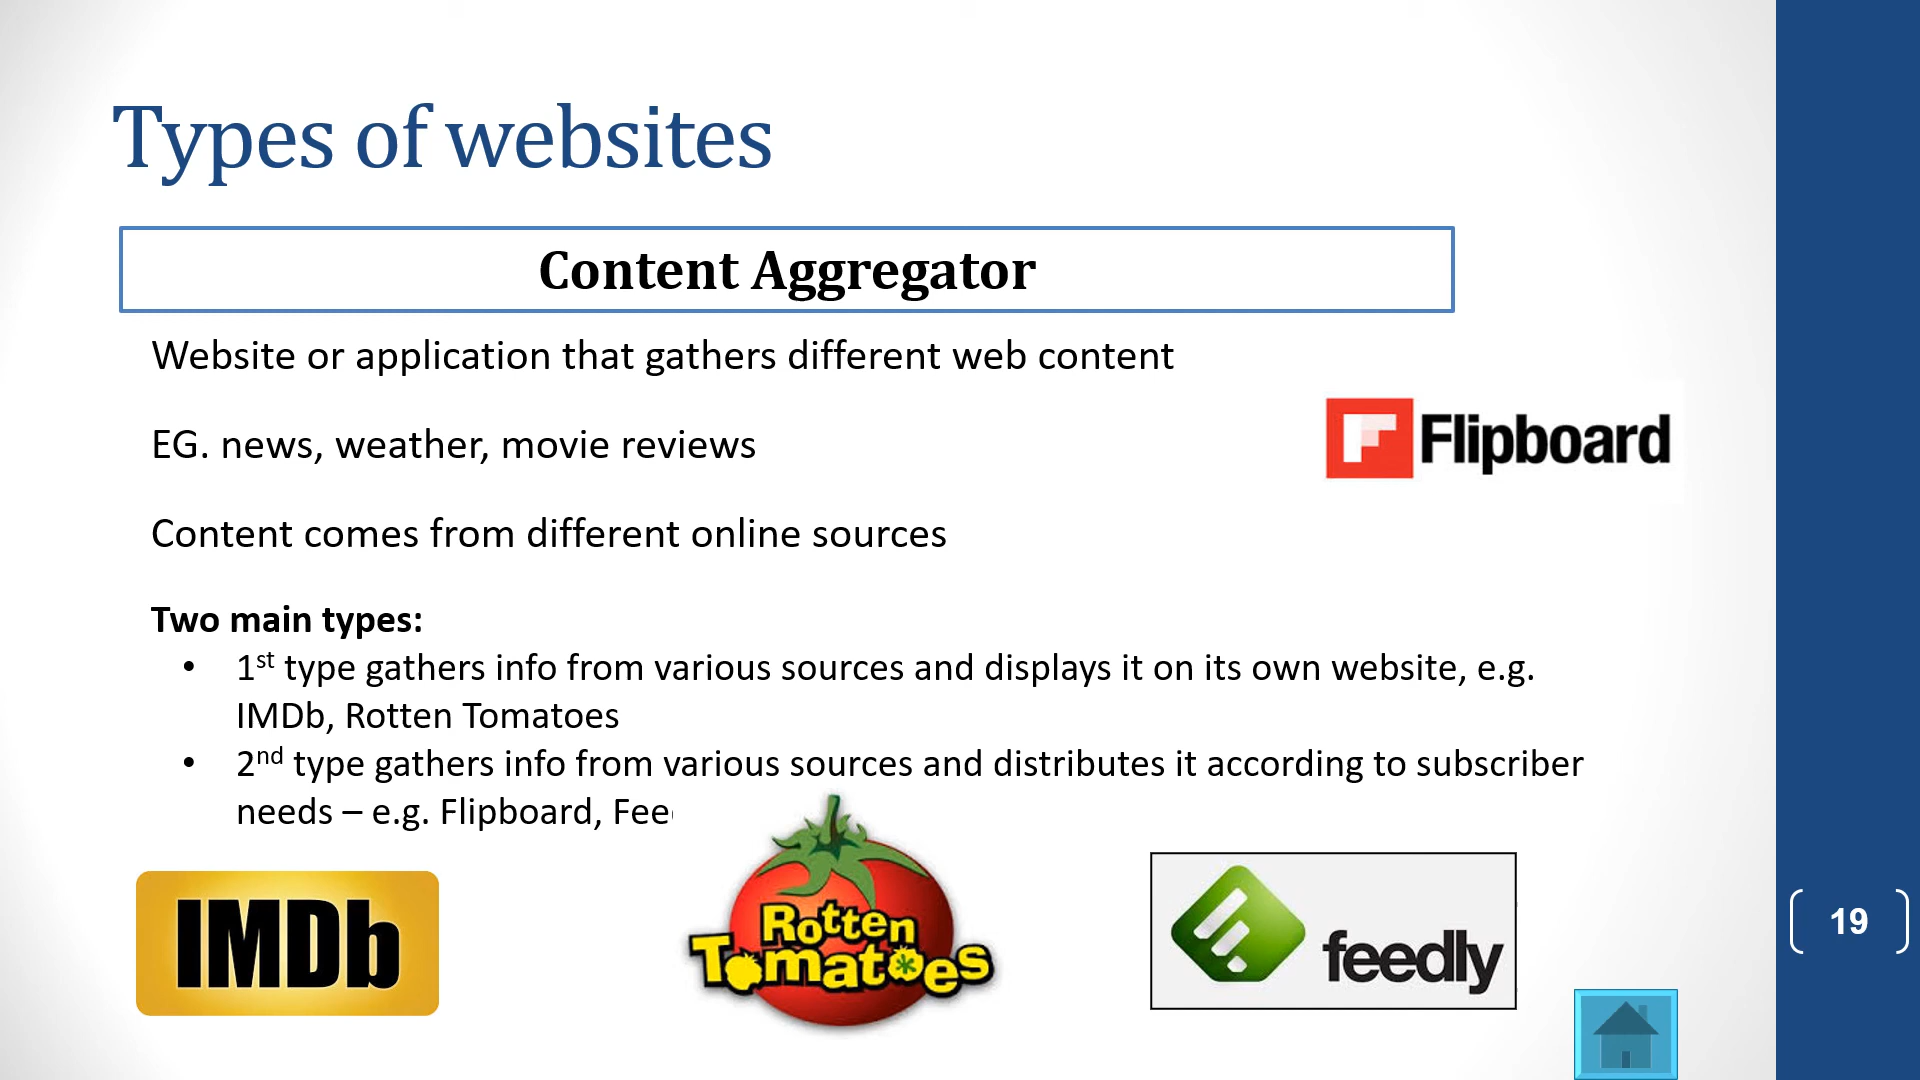 Types of websites
Content Aggregator
Website or application that gathers different web content
EG. news, weather, movie reviews
Flipboard
Content comes from different online sources
Two main types:
• 1st type gathers info from various sources and displays it on its own website, e.g.
IMDb, Rotten Tomatoes
• 2nd type gathers info from various sources and distributes it according to subscriber
needs – e.g. Flipboard,
IMDb
Rotten
Tomatoes
feedly
19